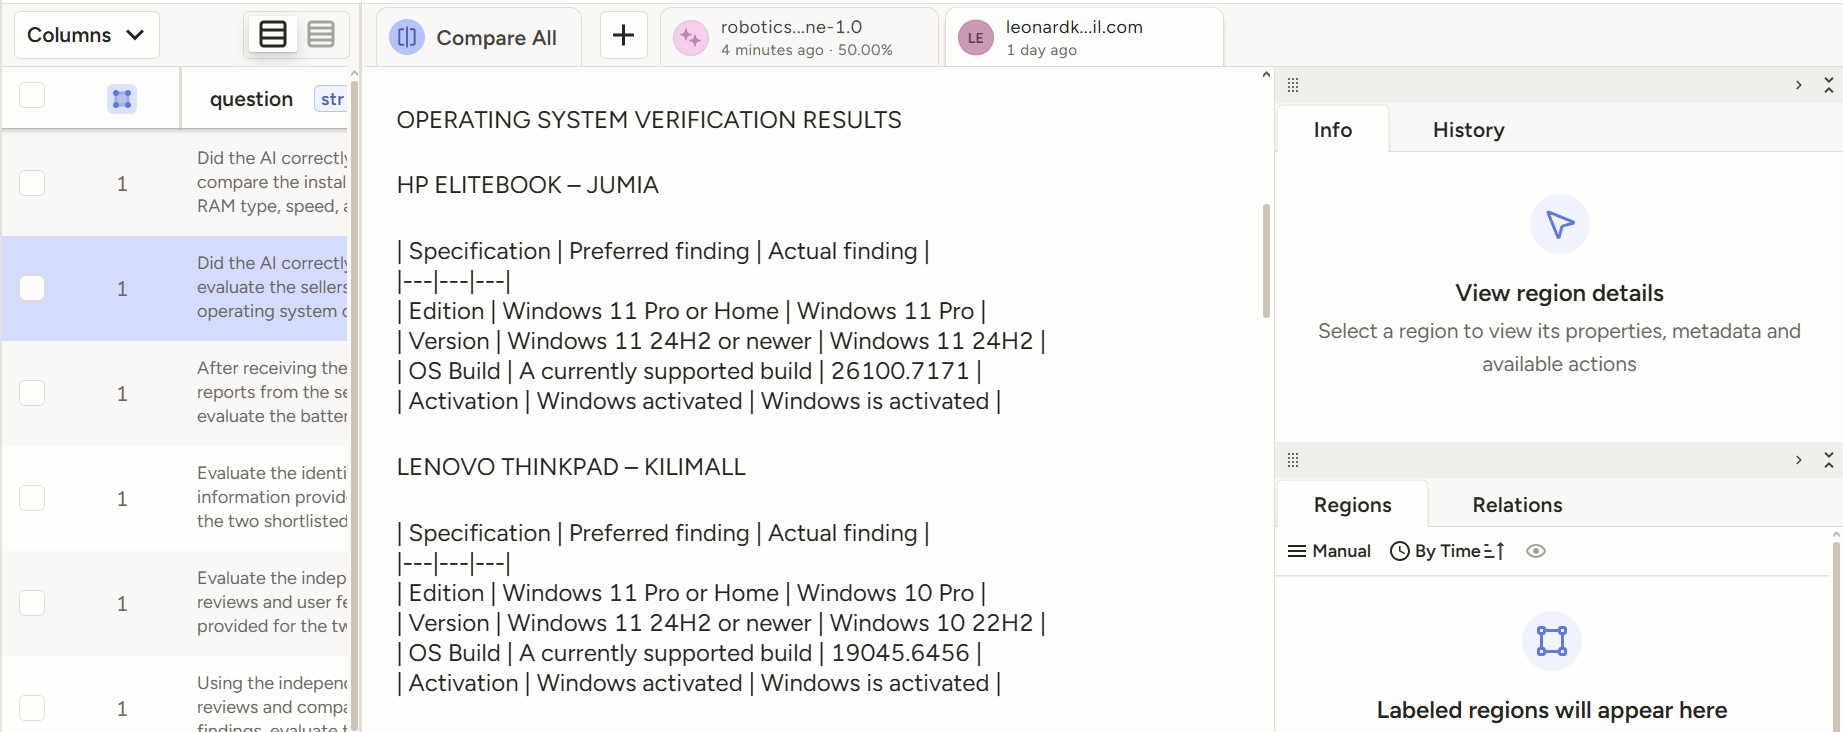 Columns
Compare All
robotics...ne-1.0
4 minutes ago · 50.00%
LE
leonardk...il.com
1 day ago
question
str
Did the AI correctly
compare the instal
RAM type, speed, a
1
Did the AI correctly
evaluate the sellers
operating system c
1
After receiving the
reports from the se
evaluate the batter
1
Evaluate the identi
information provid
the two shortlisted
1
Evaluate the indep
reviews and user fe
provided for the tw
1
Using the independ
reviews and compa
findings, evaluate t
1
OPERATING SYSTEM VERIFICATION RESULTS
HP ELITEBOOK – JUMIA
| Specification | Preferred finding | Actual finding |
|---|---|---|
| Edition | Windows 11 Pro or Home | Windows 11 Pro |
| Version | Windows 11 24H2 or newer | Windows 11 24H2 |
| OS Build | A currently supported build | 26100.7171 |
| Activation | Windows activated | Windows is activated |
LENOVO THINKPAD – KILIMALL
| Specification | Preferred finding | Actual finding |
|---|---|---|
| Edition | Windows 11 Pro or Home | Windows 10 Pro |
| Version | Windows 11 24H2 or newer | Windows 10 22H2 |
| OS Build | A currently supported build | 19045.6456 |
| Activation | Windows activated | Windows is activated |
Info
History
View region details
Select a region to view its properties, metadata and
available actions
Regions
Relations
Manual
By Time
Labeled regions will appear here